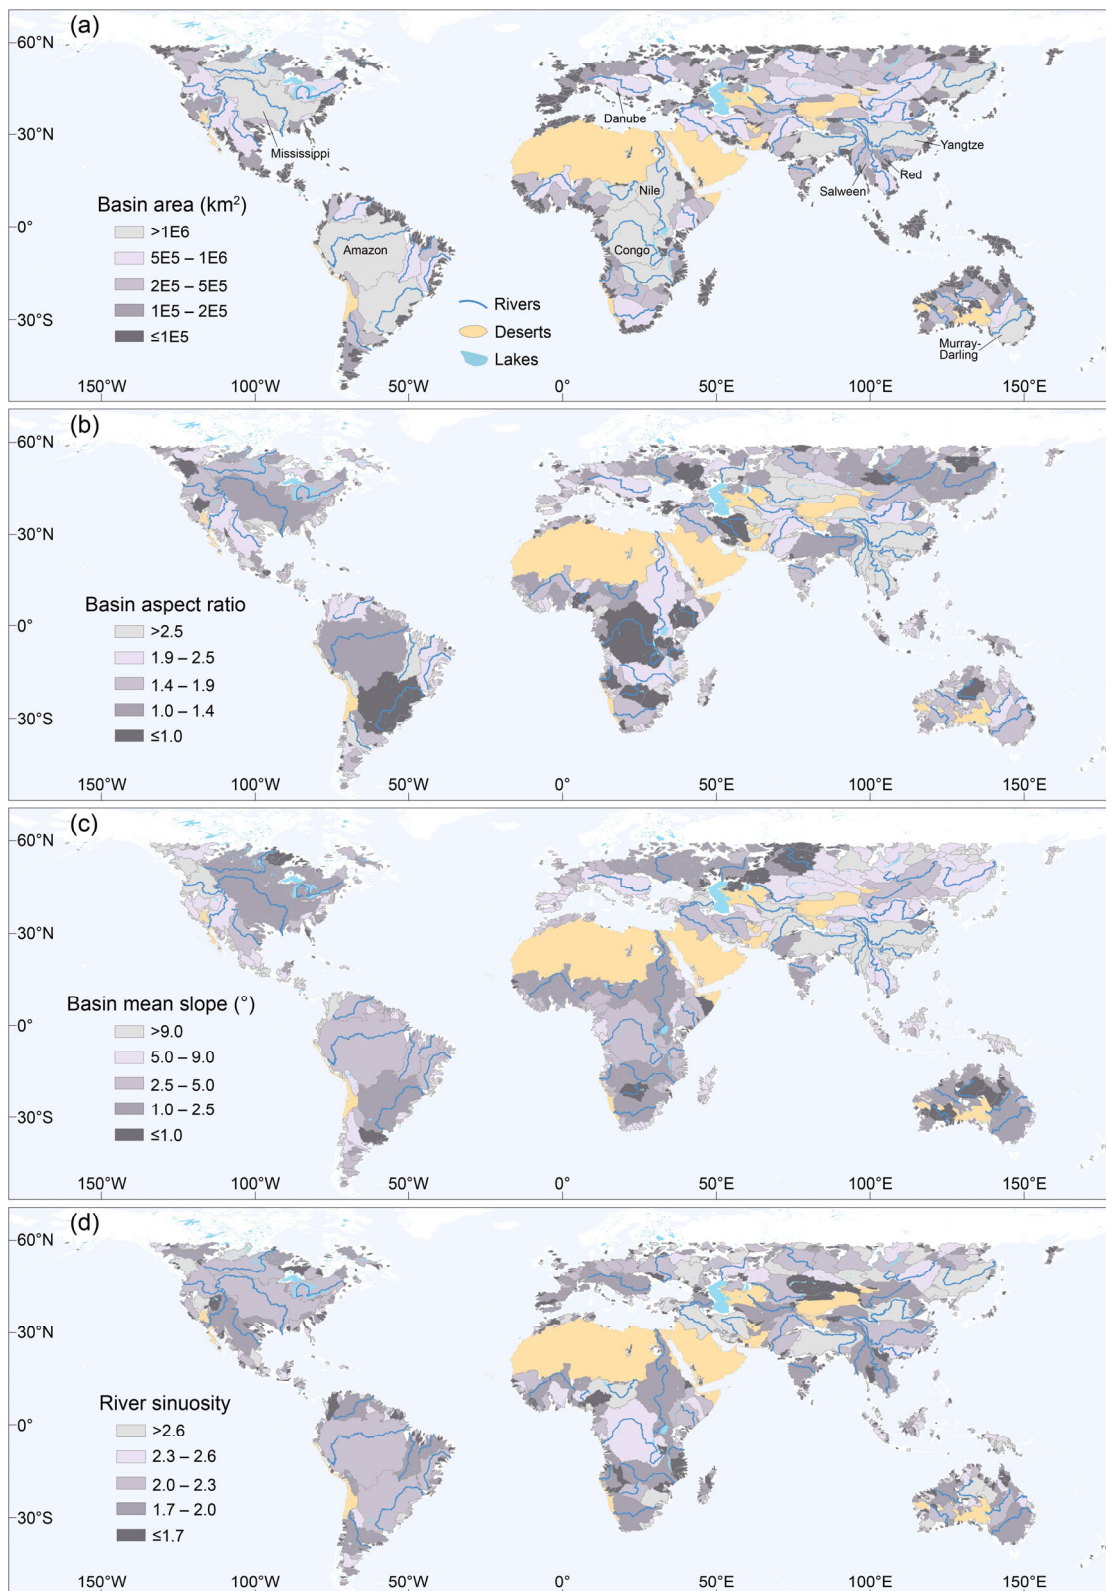 (a)
60°N
30°N
0°
30°S
Mississippi
Danube
Yangtze
Red
Salween
Nile
Amazon
Congo
Murray-
Darling
Basin area (km²)
>1E6
5E5 – 1E6
2E5 – 5E5
1E5 – 2E5
≤1E5
Rivers
Deserts
Lakes
150°W 100°W 50°W 0° 50°E 100°E 150°E
(b)
60°N
30°N
0°
30°S
Basin aspect ratio
>2.5
1.9 – 2.5
1.4 – 1.9
1.0 – 1.4
≤1.0
150°W 100°W 50°W 0° 50°E 100°E 150°E
(c)
60°N
30°N
0°
30°S
Basin mean slope (°)
>9.0
5.0 – 9.0
2.5 – 5.0
1.0 – 2.5
≤1.0
150°W 100°W 50°W 0° 50°E 100°E 150°E
(d)
60°N
30°N
0°
30°S
River sinuosity
>2.6
2.3 – 2.6
2.0 – 2.3
1.7 – 2.0
≤1.7
150°W 100°W 50°W 0° 50°E 100°E 150°E